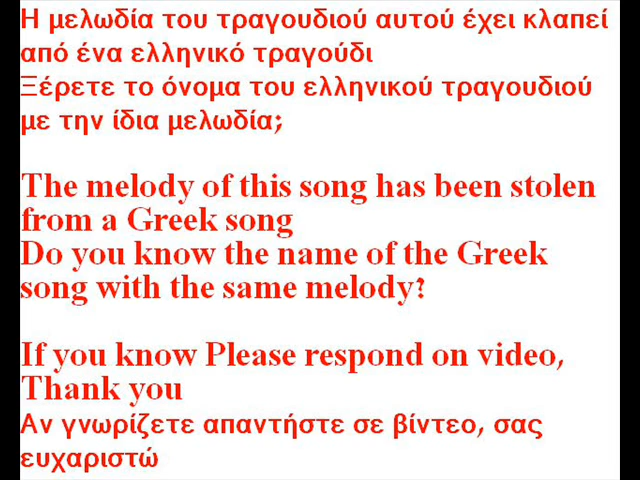 Η μελωδία του τραγουδιού αυτού έχει κλαπεί
από ένα ελληνικό τραγούδι
Ξέρετε το όνομα του ελληνικού τραγουδιού
με την ίδια μελωδία;
The melody of this song has been stolen
from a Greek song
Do you know the name of the Greek
song with the same melody?
If you know Please respond on video,
Thank you
Αν γνωρίζετε απαντήστε σε βίντεο, σας
ευχαριστώ